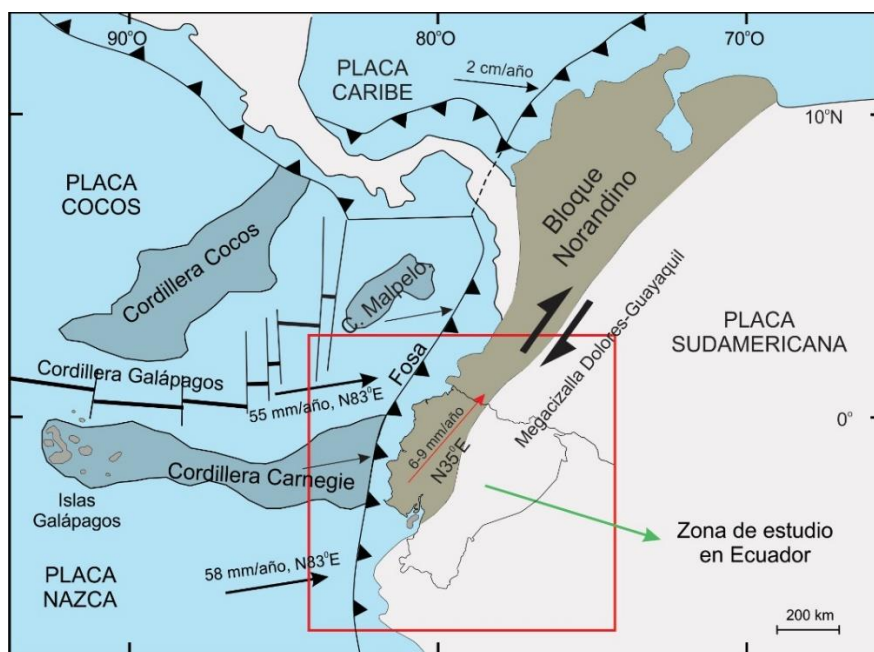 90°O
80°O
70°O
PLACA
CARIBE
2 cm/año
10°N
PLACA
COCOS
Cordillera Cocos
Bloque
Norandino
C. Malpelo
Fosa
Megacizalla Dolores-Guayaquil
PLACA
SUDAMERICANA
Cordillera Galápagos
55 mm/año, N83°E
0°
6-9 mm/año
N35°E
Cordillera Carnegie
Islas
Galápagos
Zona de estudio
en Ecuador
58 mm/año, N83°E
PLACA
NAZCA
200 km